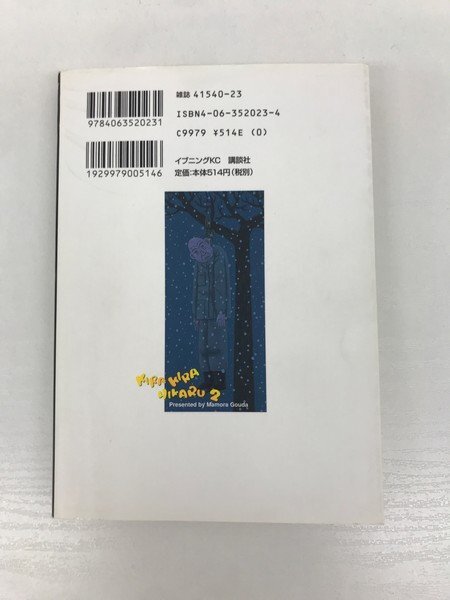 雑誌 41540-23
9784063520231
ISBN4-06-352023-4
C9979 ¥514E (0)
1929979005146
イブニングKC 講談社
定価:本体514円(税別)
KIRA KIRA
HIKARU 2
Presented by Mamora Gouda